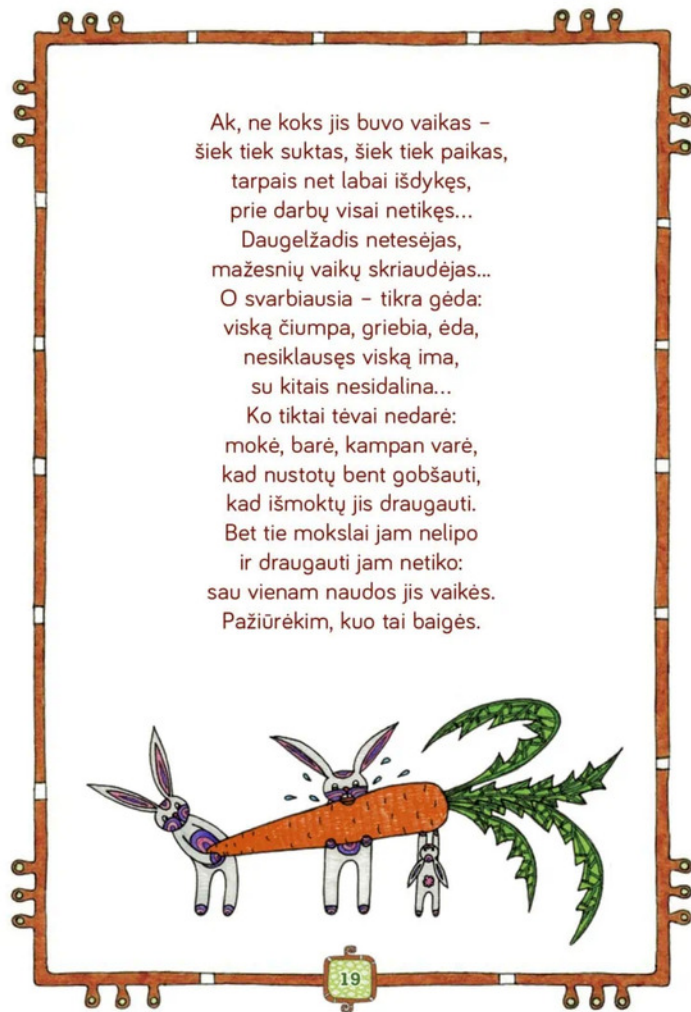 Ak, ne koks jis buvo vaikas –
šiek tiek suktas, šiek tiek paikas,
tarpais net labai išdykęs,
prie darbų visai netikęs...
Daugelžadis netesėjas,
mažesnių vaikų skriaudėjas...
O svarbiausia – tikra gėda:
viską čiumpa, griebia, ėda,
nesiklausęs viską ima,
su kitais nesidalina...
Ko tiktai tėvai nedarė:
mokė, barė, kampan varė,
kad nustotų bent gobšauti,
kad išmoktų jis draugauti.
Bet tie mokslai jam nelipo
ir draugauti jam netiko:
sau vienam naudos jis vaikės.
Pažiūrėkim, kuo tai baigės.
19